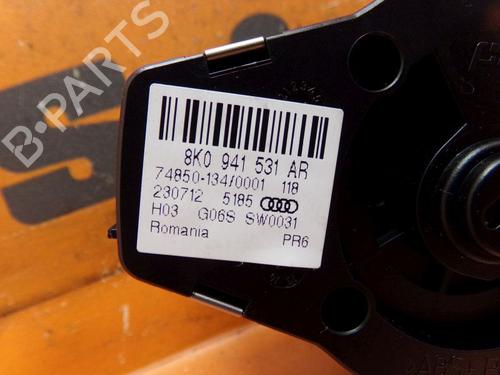 8K0 941 531 AR
74850-134/0001 118
230712 5185
H03 G06S SW0031
Romania PR6
B-PARTS